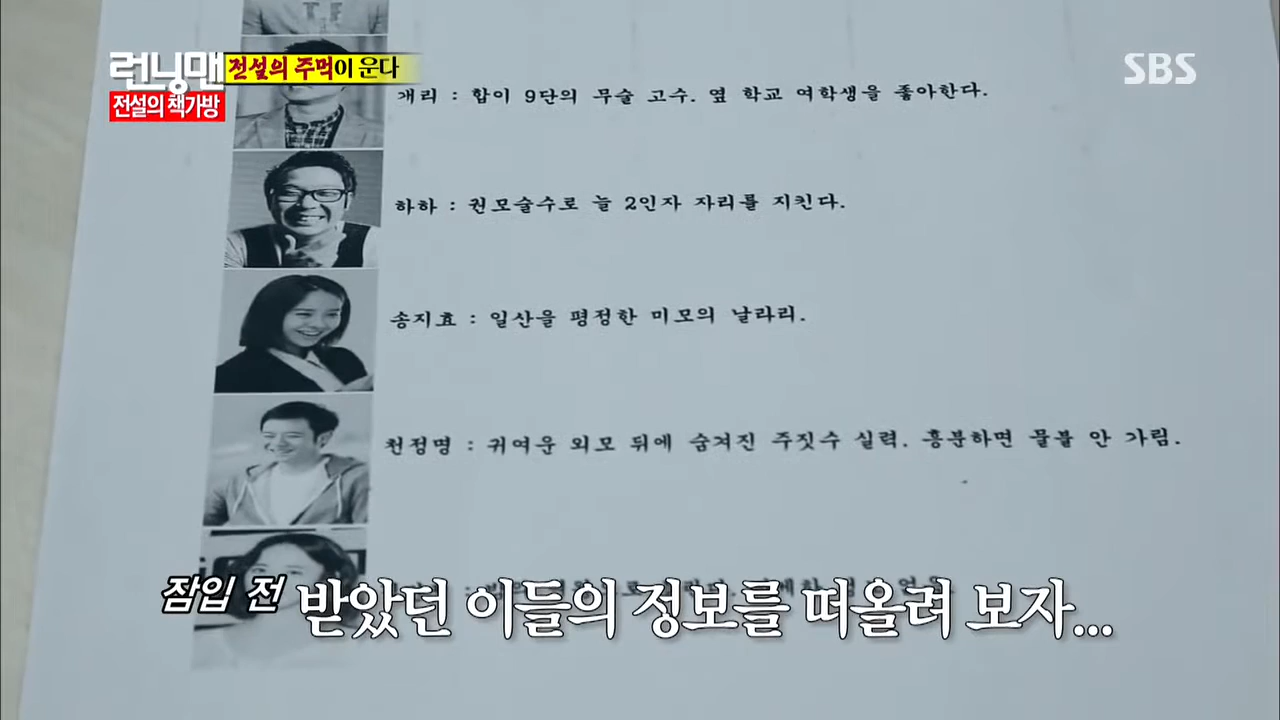 런닝맨 전설의 주먹이 운다
SBS
전설의 책가방
개리 : 합이 9단의 무술 고수. 옆 학교 여학생을 좋아한다.
하하 : 권모술수로 늘 2인자 자리를 지킨다.
송지효 : 일산을 평정한 미모의 날라리.
천정명 : 귀여운 외모 뒤에 숨겨진 주짓수 실력. 흥분하면 물불 안 가림.
잠입 전 받았던 이들의 정보를 떠올려 보자...